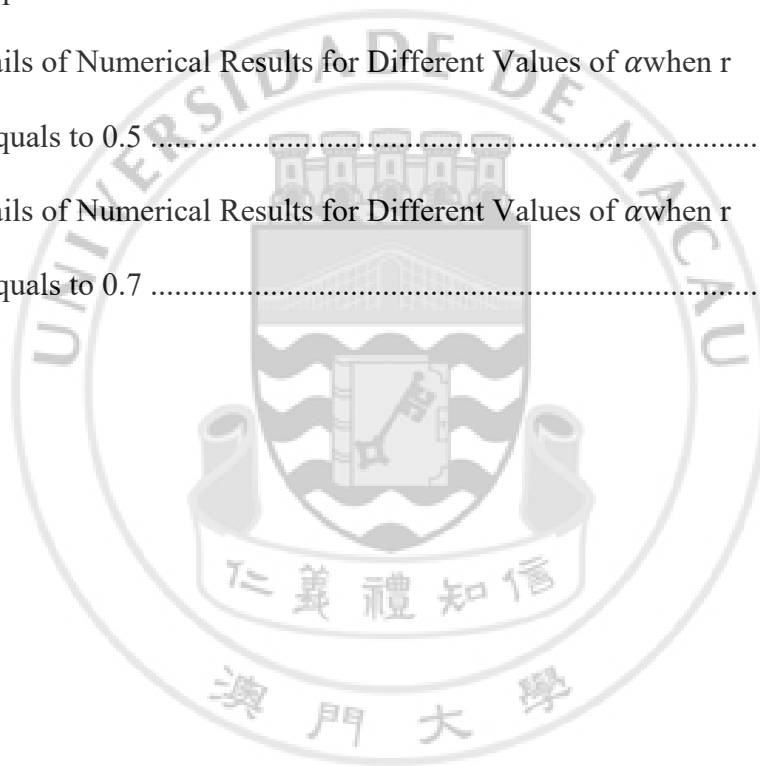 ails of Numerical Results for Different Values of αwhen r
quals to 0.5 ....................................................................................
ails of Numerical Results for Different Values of αwhen r
quals to 0.7 ....................................................................................
UNIVERSIDADE DE MACAU
仁義禮知信
澳門大學